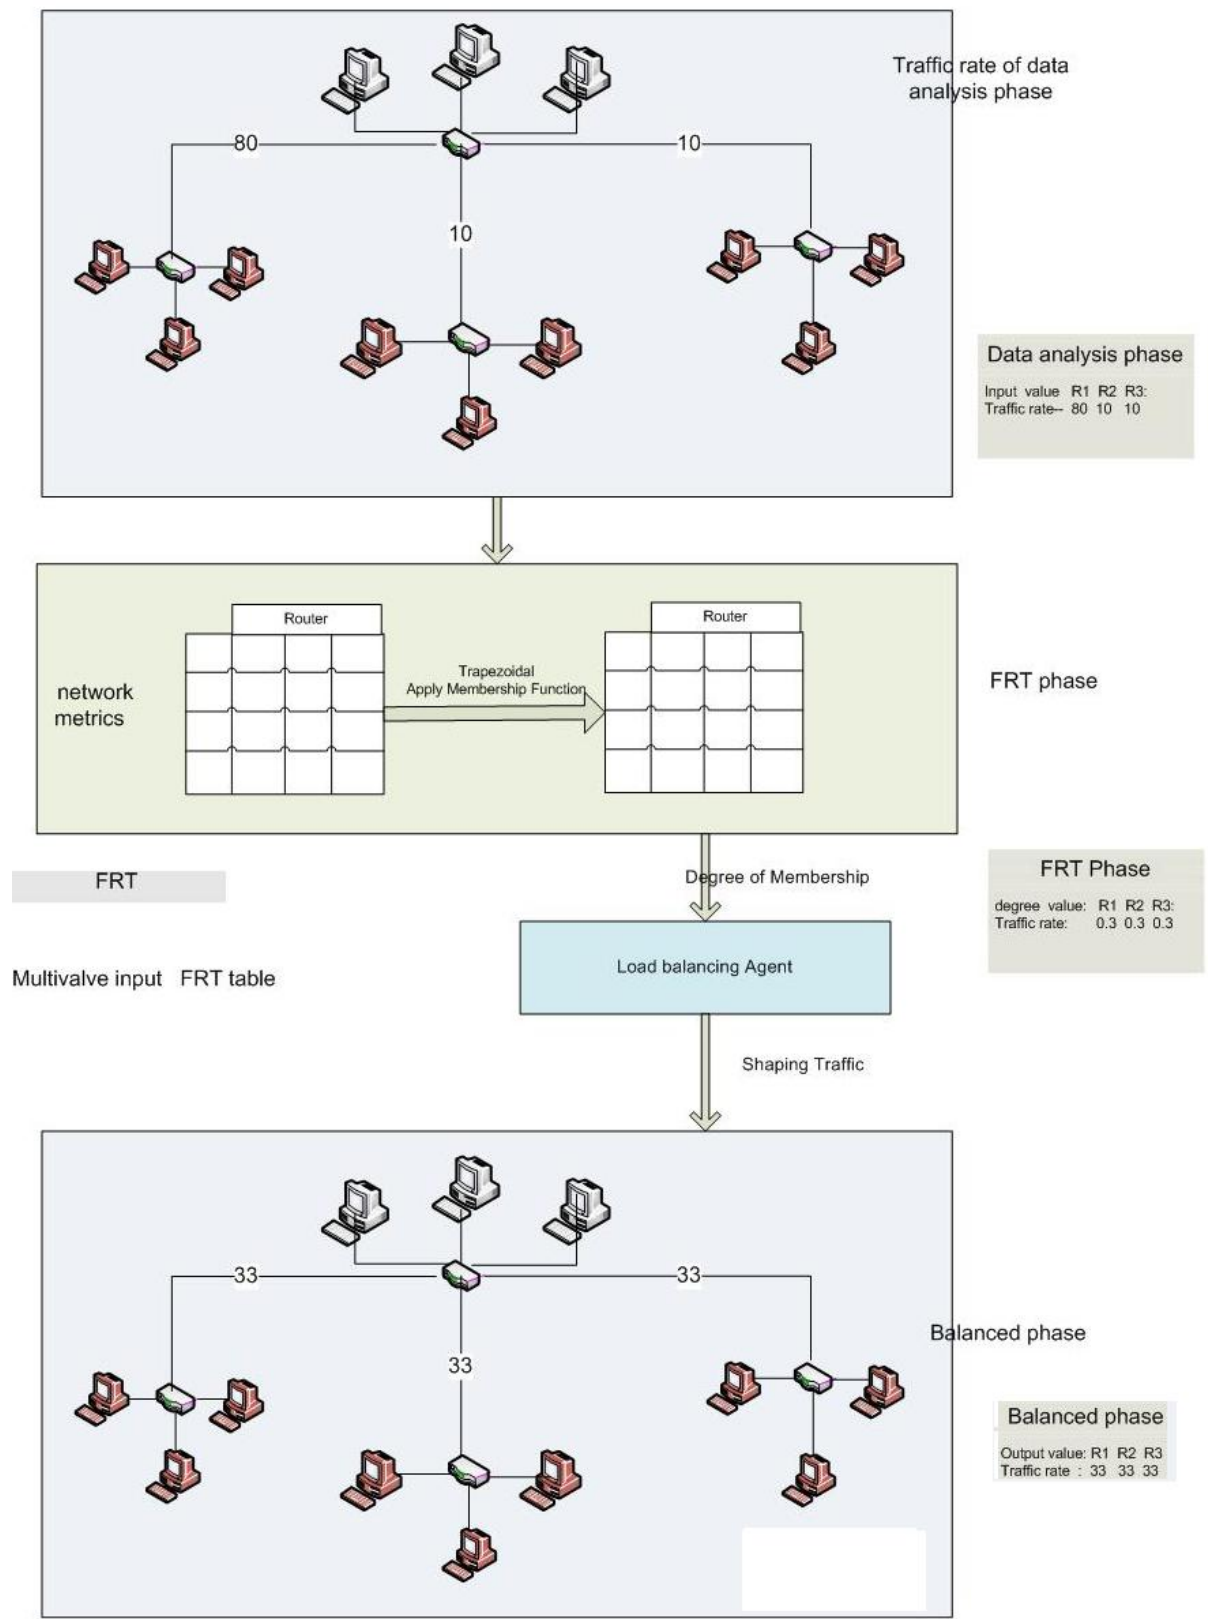 Traffic rate of data
analysis phase
80
10
10
Data analysis phase
Input value R1 R2 R3:
Traffic rate-- 80 10 10
Router
Router
Trapezoidal
Apply Membership Function
network
metrics
FRT phase
FRT
Degree of Membership
FRT Phase
degree value: R1 R2 R3:
Traffic rate: 0.3 0.3 0.3
Load balancing Agent
Multivalve input FRT table
Shaping Traffic
33
33
33
Balanced phase
Balanced phase
Output value: R1 R2 R3
Traffic rate : 33 33 33